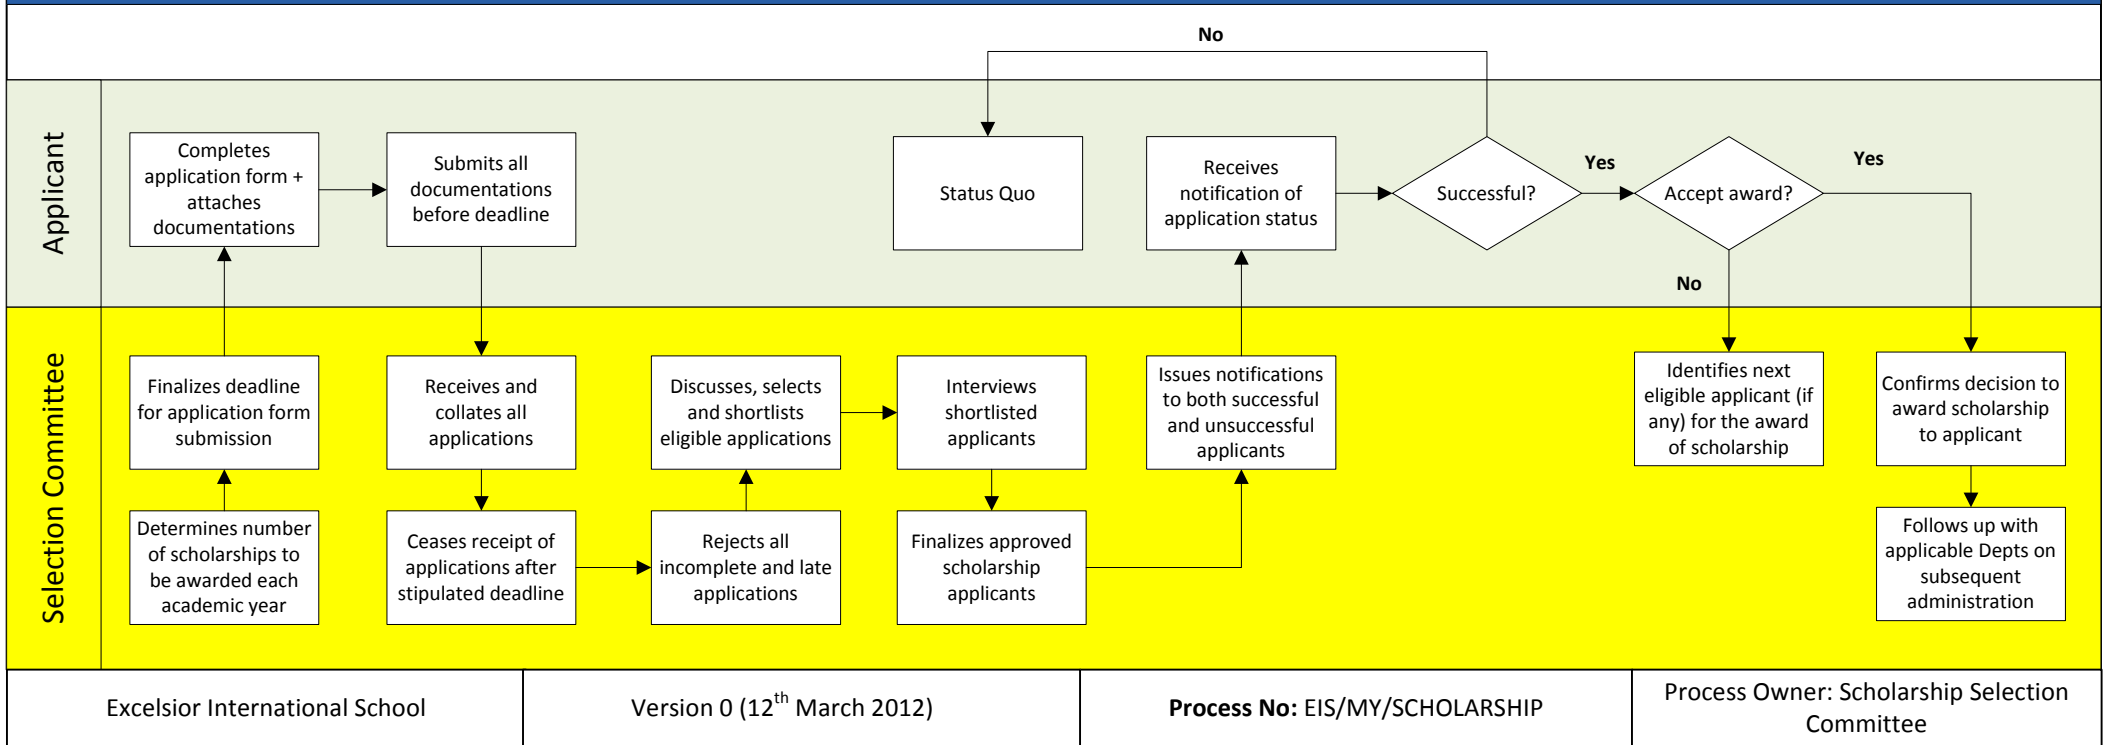 No
Applicant
Completes
application form +
attaches
documentations
Submits all
documentations
before deadline
Status Quo
Receives
notification of
application status
Successful?
Yes
Accept award?
Yes
No
Selection Committee
Finalizes deadline
for application form
submission
Receives and
collates all
applications
Discusses, selects
and shortlists
eligible applications
Interviews
shortlisted
applicants
Issues notifications
to both successful
and unsuccessful
applicants
Identifies next
eligible applicant (if
any) for the award
of scholarship
Confirms decision to
award scholarship
to applicant
Determines number
of scholarships to
be awarded each
academic year
Ceases receipt of
applications after
stipulated deadline
Rejects all
incomplete and late
applications
Finalizes approved
scholarship
applicants
Follows up with
applicable Depts on
subsequent
administration
Excelsior International School
Version 0 (12th March 2012)
Process No: EIS/MY/SCHOLARSHIP
Process Owner: Scholarship Selection
Committee